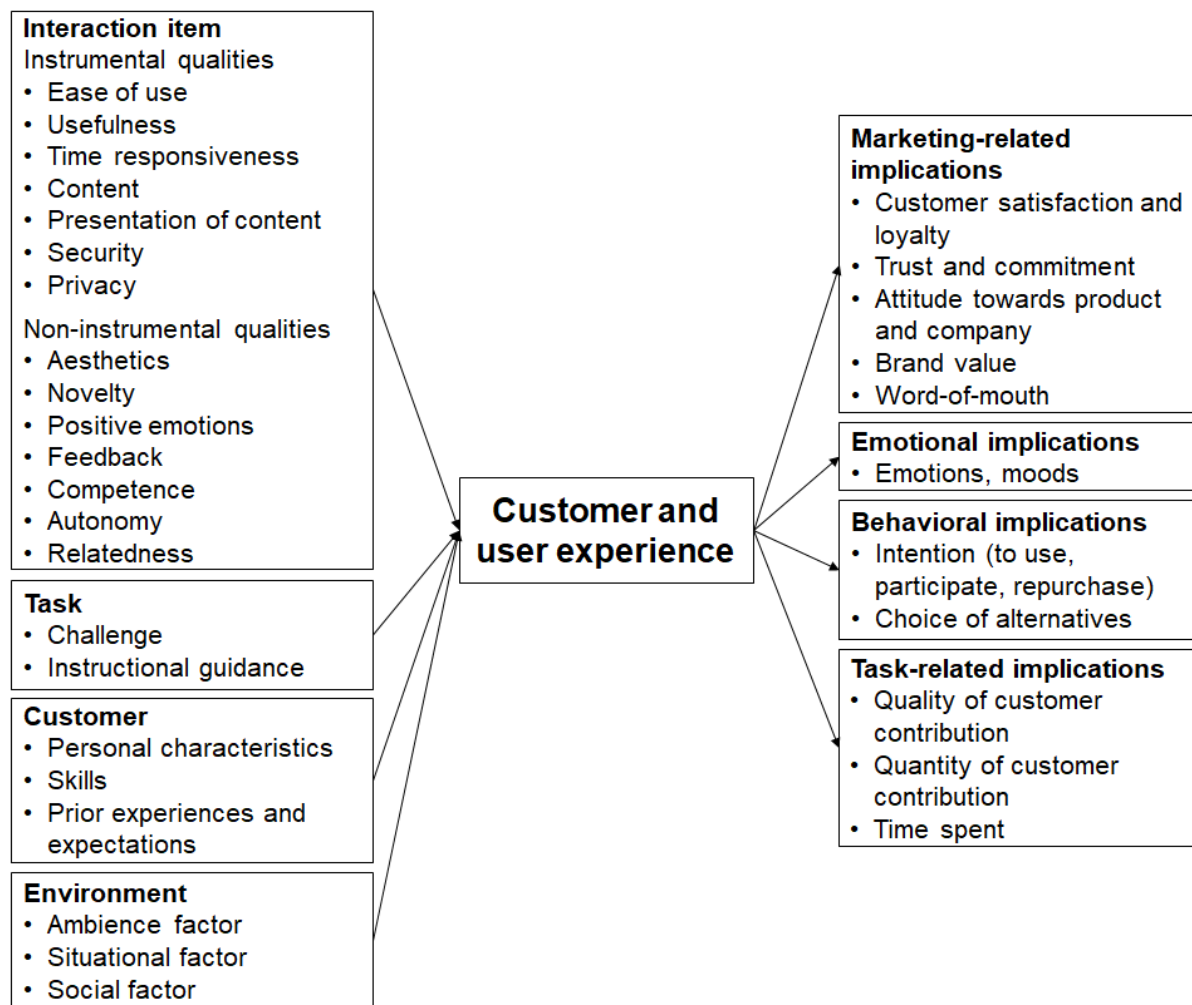 Interaction item
Instrumental qualities
• Ease of use
• Usefulness
• Time responsiveness
• Content
• Presentation of content
• Security
• Privacy
Non-instrumental qualities
• Aesthetics
• Novelty
• Positive emotions
• Feedback
• Competence
• Autonomy
• Relatedness
Task
• Challenge
• Instructional guidance
Customer
• Personal characteristics
• Skills
• Prior experiences and
expectations
Environment
• Ambience factor
• Situational factor
• Social factor
Customer and
user experience
Marketing-related
implications
• Customer satisfaction and
loyalty
• Trust and commitment
• Attitude towards product
and company
• Brand value
• Word-of-mouth
Emotional implications
• Emotions, moods
Behavioral implications
• Intention (to use,
participate, repurchase)
• Choice of alternatives
Task-related implications
• Quality of customer
contribution
• Quantity of customer
contribution
• Time spent